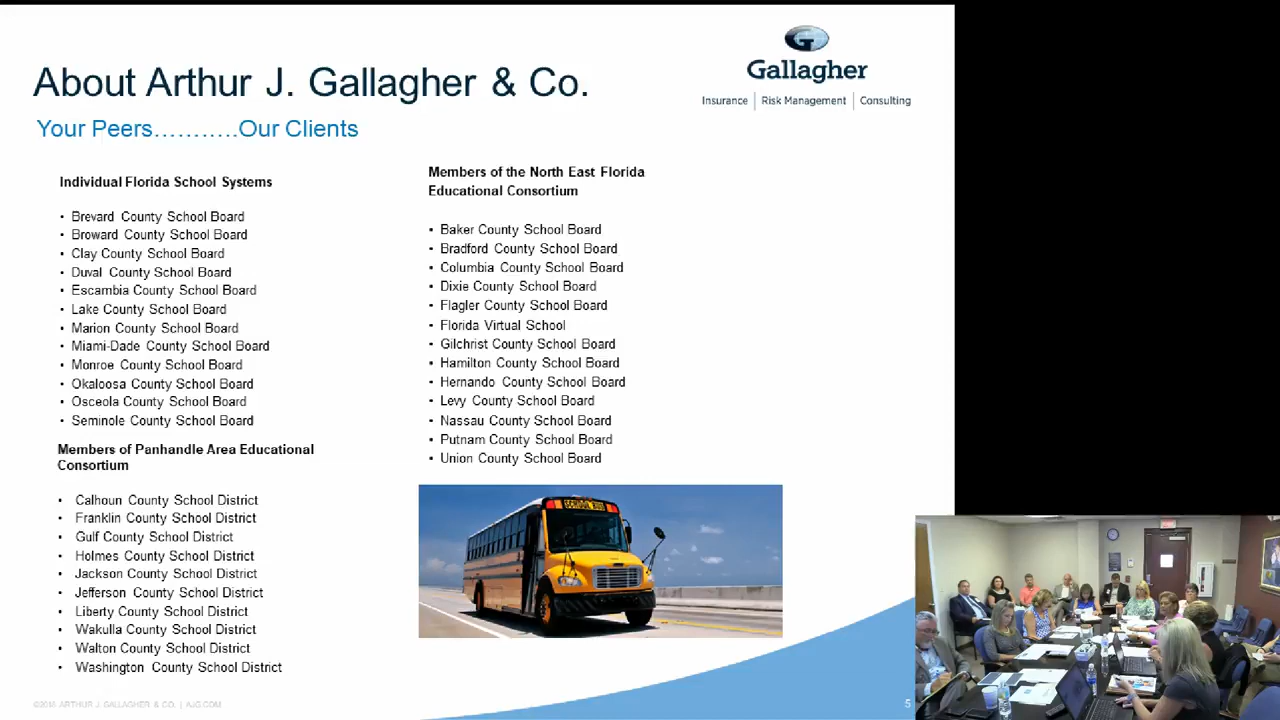 About Arthur J. Gallagher & Co.
Your Peers………..Our Clients
G
Gallagher
Insurance | Risk Management | Consulting
Individual Florida School Systems
• Brevard County School Board
• Broward County School Board
• Clay County School Board
• Duval County School Board
• Escambia County School Board
• Lake County School Board
• Marion County School Board
• Miami-Dade County School Board
• Monroe County School Board
• Okaloosa County School Board
• Osceola County School Board
• Seminole County School Board
Members of Panhandle Area Educational
Consortium
• Calhoun County School District
• Franklin County School District
• Gulf County School District
• Holmes County School District
• Jackson County School District
• Jefferson County School District
• Liberty County School District
• Wakulla County School District
• Walton County School District
• Washington County School District
Members of the North East Florida
Educational Consortium
• Baker County School Board
• Bradford County School Board
• Columbia County School Board
• Dixie County School Board
• Flagler County School Board
• Florida Virtual School
• Gilchrist County School Board
• Hamilton County School Board
• Hernando County School Board
• Levy County School Board
• Nassau County School Board
• Putnam County School Board
• Union County School Board
SCHOOL BUS
ARTHUR J. GALLAGHER & CO. | AJG.COM
5